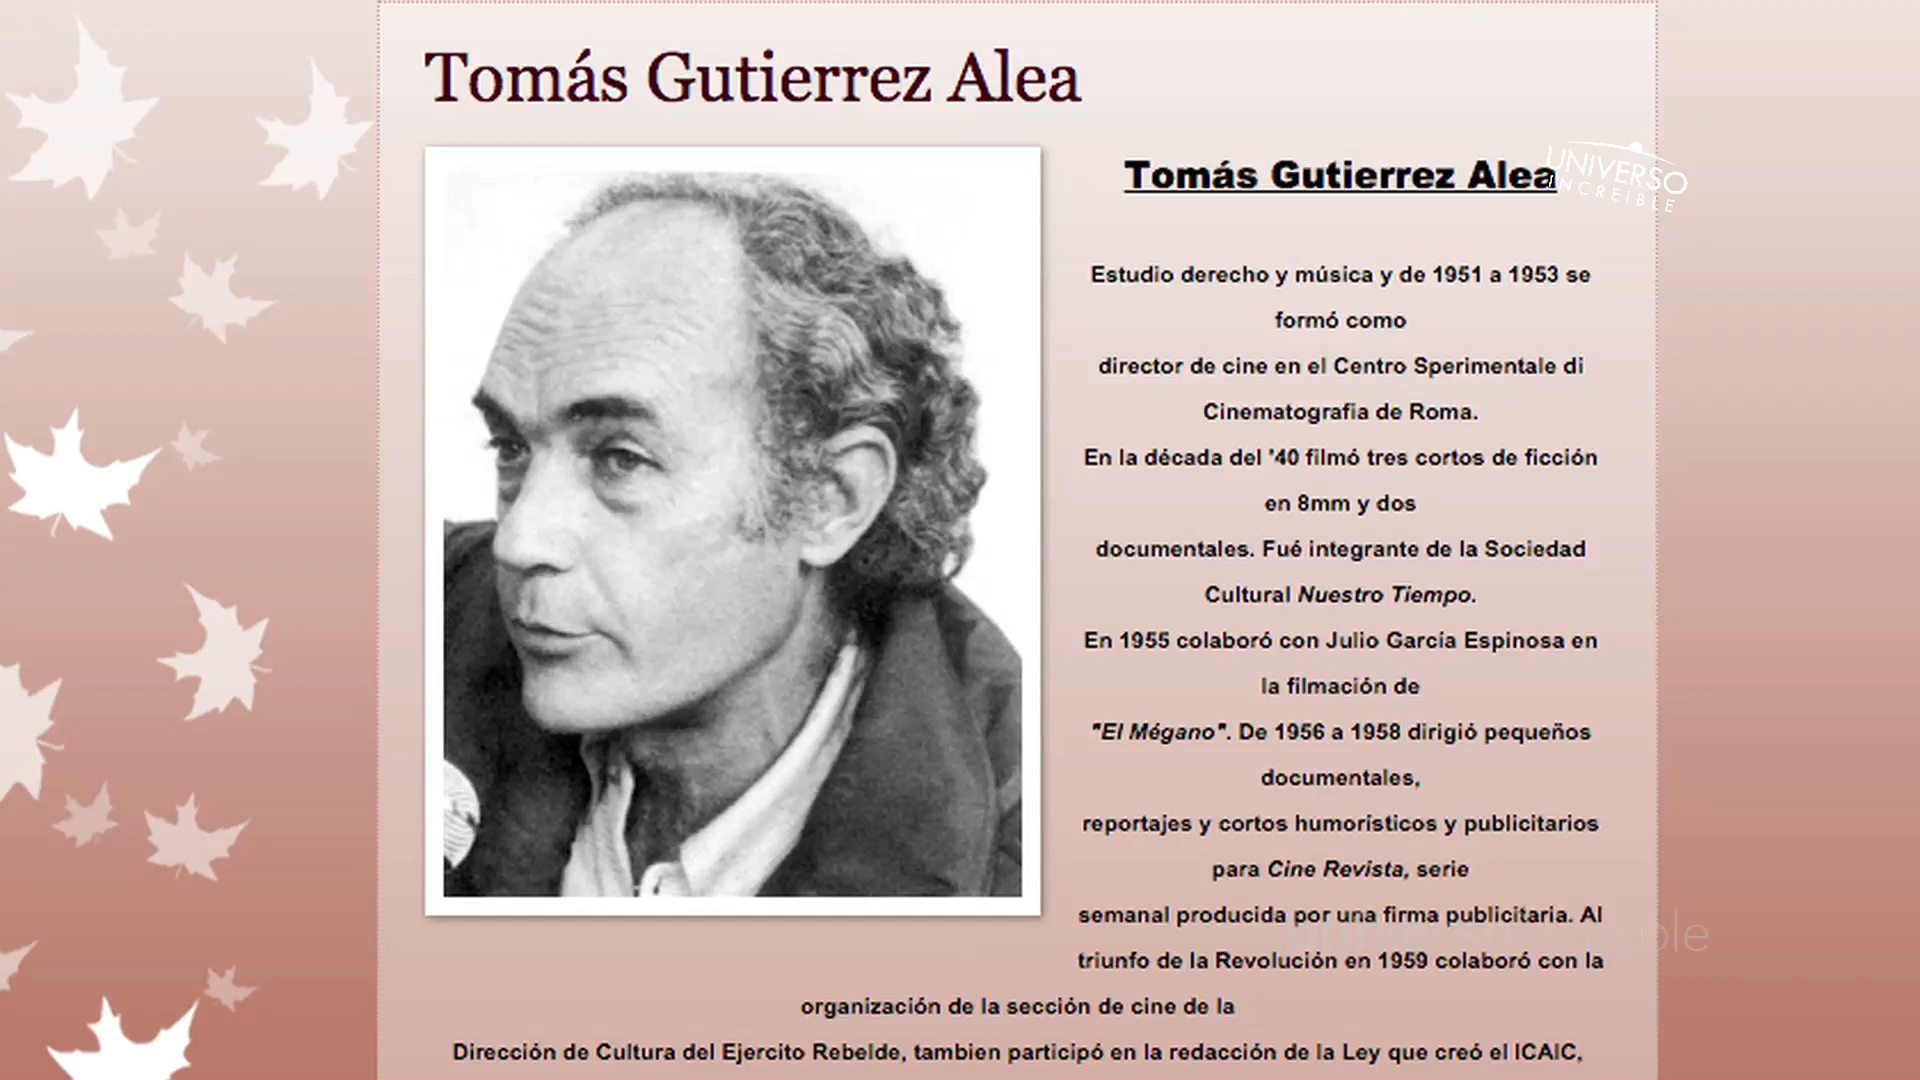 Tomás Gutierrez Alea
Tomás Gutierrez Alea
UNIVERSO
INCREIBLE
Estudio derecho y música y de 1951 a 1953 se
formó como
director de cine en el Centro Sperimentale di
Cinematografia de Roma.
En la década del '40 filmó tres cortos de ficción
en 8mm y dos
documentales. Fué integrante de la Sociedad
Cultural Nuestro Tiempo.
En 1955 colaboró con Julio García Espinosa en
la filmación de
"El Mégano". De 1956 a 1958 dirigió pequeños
documentales,
reportajes y cortos humorísticos y publicitarios
para Cine Revista, serie
semanal producida por una firma publicitaria. Al
triunfo de la Revolución en 1959 colaboró con la
organización de la sección de cine de la
Dirección de Cultura del Ejercito Rebelde, tambien participó en la redacción de la Ley que creó el ICAIC,